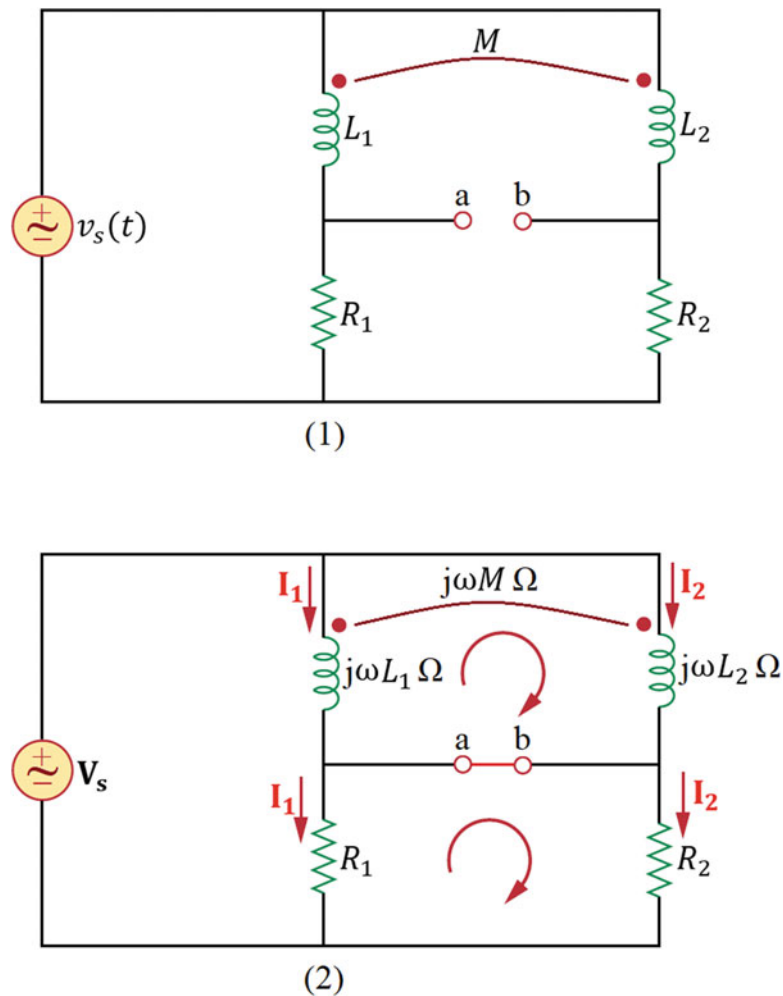 M
L₁
L₂
a b
vₛ(t)
R₁
R₂
(1)
I₁
jωM Ω
I₂
jωL₁ Ω
jωL₂ Ω
a b
Vₛ
I₁
I₂
R₁
R₂
(2)